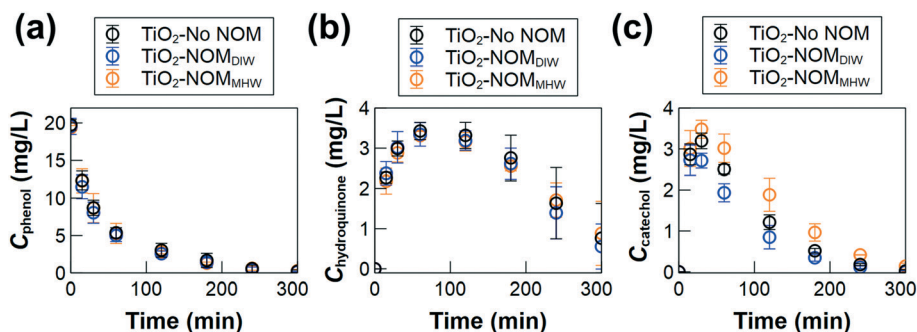 (a)
TiO2-No NOM
TiO2-NOMDIW
TiO2-NOMMHW
Cphenol (mg/L)
20
15
10
5
0
0 100 200 300
Time (min)
(b)
TiO2-No NOM
TiO2-NOMDIW
TiO2-NOMMHW
Chydroquinone (mg/L)
4
3
2
1
0
0 100 200 300
Time (min)
(c)
TiO2-No NOM
TiO2-NOMDIW
TiO2-NOMMHW
Ccatechol (mg/L)
4
3
2
1
0
0 100 200 300
Time (min)